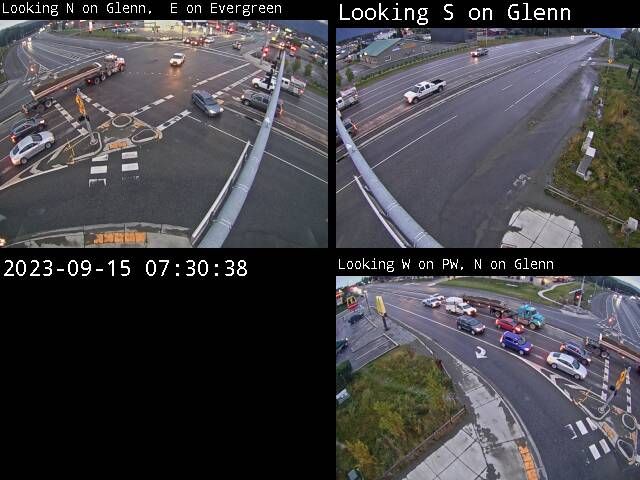 Looking N on Glenn,  E on Evergreen
Looking S on Glenn
2023-09-15 07:30:38
Looking W on PW, N on Glenn